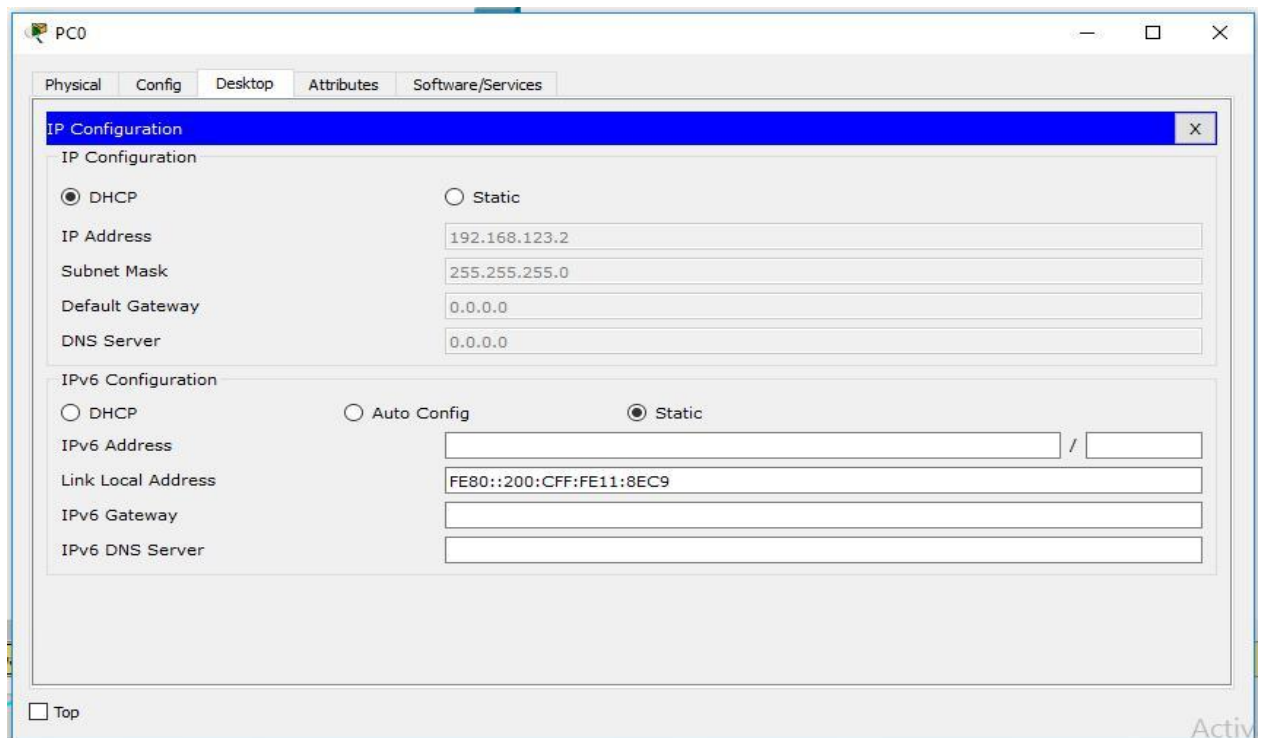 PC0
Physical Config Desktop Attributes Software/Services
IP Configuration X
IP Configuration
DHCP Static
IP Address 192.168.123.2
Subnet Mask 255.255.255.0
Default Gateway 0.0.0.0
DNS Server 0.0.0.0
IPv6 Configuration
DHCP Auto Config Static
IPv6 Address /
Link Local Address FE80::200:CFF:FE11:8EC9
IPv6 Gateway
IPv6 DNS Server
Top
Activ